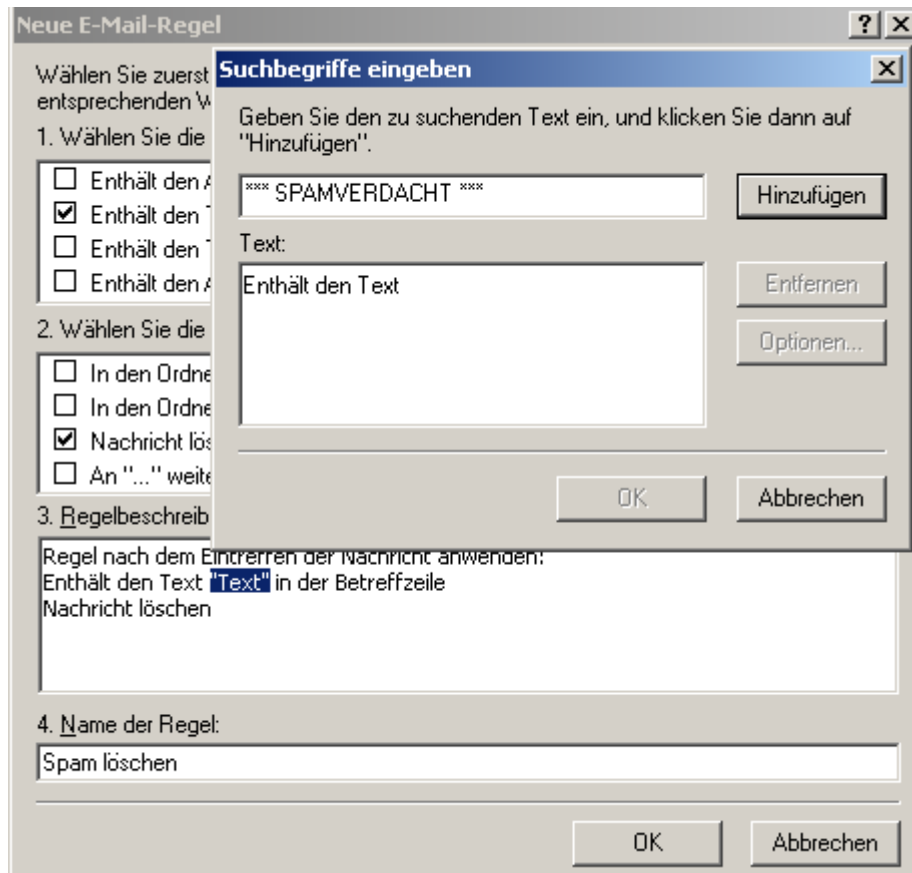 Neue E-Mail-Regel
Wählen Sie zuerst
entsprechenden
1. Wählen Sie die
Enthält den
Enthält den
Enthält den
Enthält den
2. Wählen Sie die
In den Ordne
In den Ordne
Nachricht lös
An "..." weite
3. Regelbeschreib
Regel nach dem Eintreffen der Nachricht anwenden:
Enthält den Text "Text" in der Betreffzeile
Nachricht löschen
4. Name der Regel:
Spam löschen
OK
Abbrechen
Suchbegriffe eingeben
Geben Sie den zu suchenden Text ein, und klicken Sie dann auf
"Hinzufügen".
*** SPAMVERDACHT ***
Hinzufügen
Text:
Enthält den Text
Entfernen
Optionen...
OK
Abbrechen